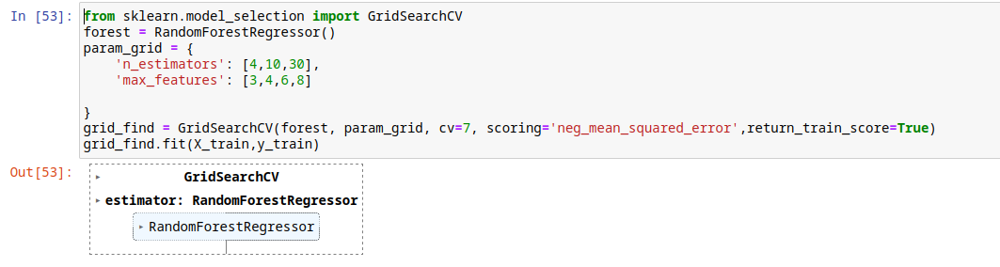 In [53]: from sklearn.model_selection import GridSearchCV
forest = RandomForestRegressor()
param_grid = {
    'n_estimators': [4,10,30],
    'max_features': [3,4,6,8]

}
grid_find = GridSearchCV(forest, param_grid, cv=7, scoring='neg_mean_squared_error',return_train_score=True)
grid_find.fit(X_train,y_train)
Out[53]: ▸ GridSearchCV
▸ estimator: RandomForestRegressor
▸ RandomForestRegressor